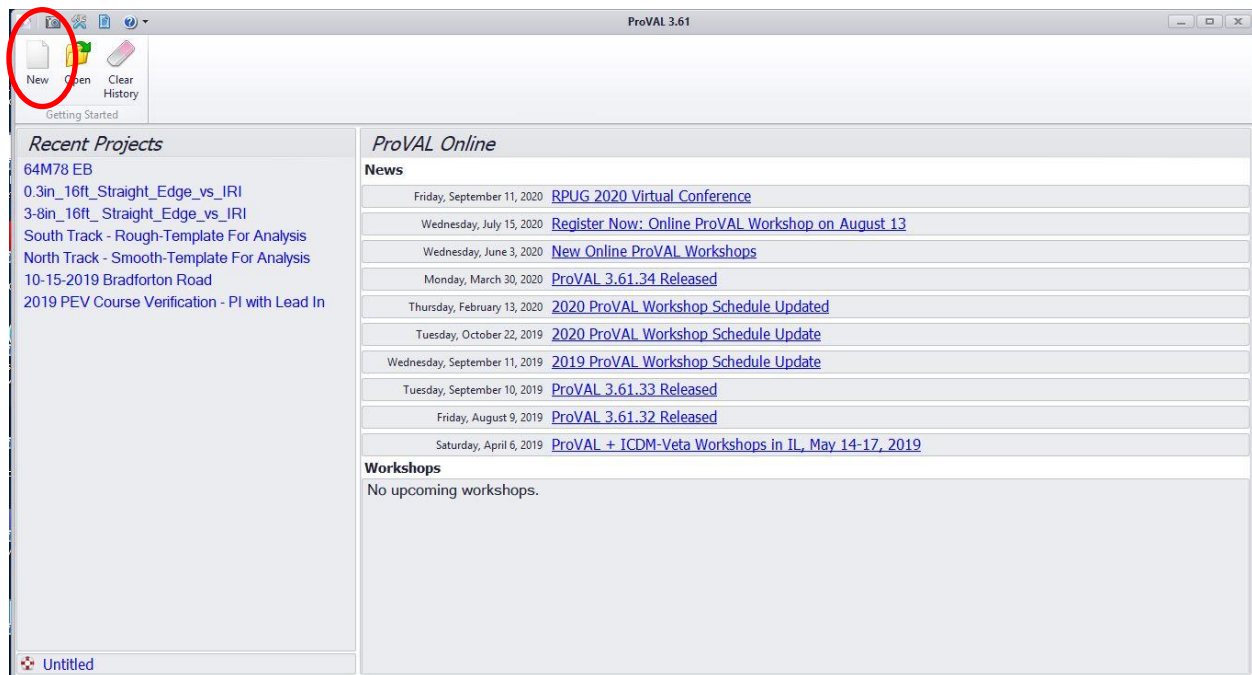 ProVAL 3.61
New Open Clear History
Getting Started
Recent Projects
64M78 EB
0.3in_16ft_Straight_Edge_vs_IRI
3-8in_16ft_ Straight_Edge_vs_IRI
South Track - Rough-Template For Analysis
North Track - Smooth-Template For Analysis
10-15-2019 Bradforton Road
2019 PEV Course Verification - PI with Lead In
Untitled
ProVAL Online
News
Friday, September 11, 2020 RPUG 2020 Virtual Conference
Wednesday, July 15, 2020 Register Now: Online ProVAL Workshop on August 13
Wednesday, June 3, 2020 New Online ProVAL Workshops
Monday, March 30, 2020 ProVAL 3.61.34 Released
Thursday, February 13, 2020 2020 ProVAL Workshop Schedule Updated
Tuesday, October 22, 2019 2020 ProVAL Workshop Schedule Update
Wednesday, September 11, 2019 2019 ProVAL Workshop Schedule Update
Tuesday, September 10, 2019 ProVAL 3.61.33 Released
Friday, August 9, 2019 ProVAL 3.61.32 Released
Saturday, April 6, 2019 ProVAL + ICDM-Veta Workshops in IL, May 14-17, 2019
Workshops
No upcoming workshops.